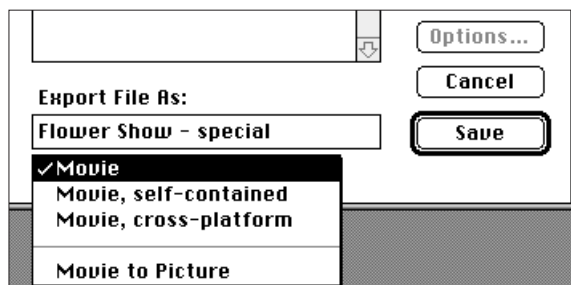 Options...
Cancel
Export File As:
Flower Show - special
Save
✓Movie
Movie, self-contained
Movie, cross-platform
Movie to Picture